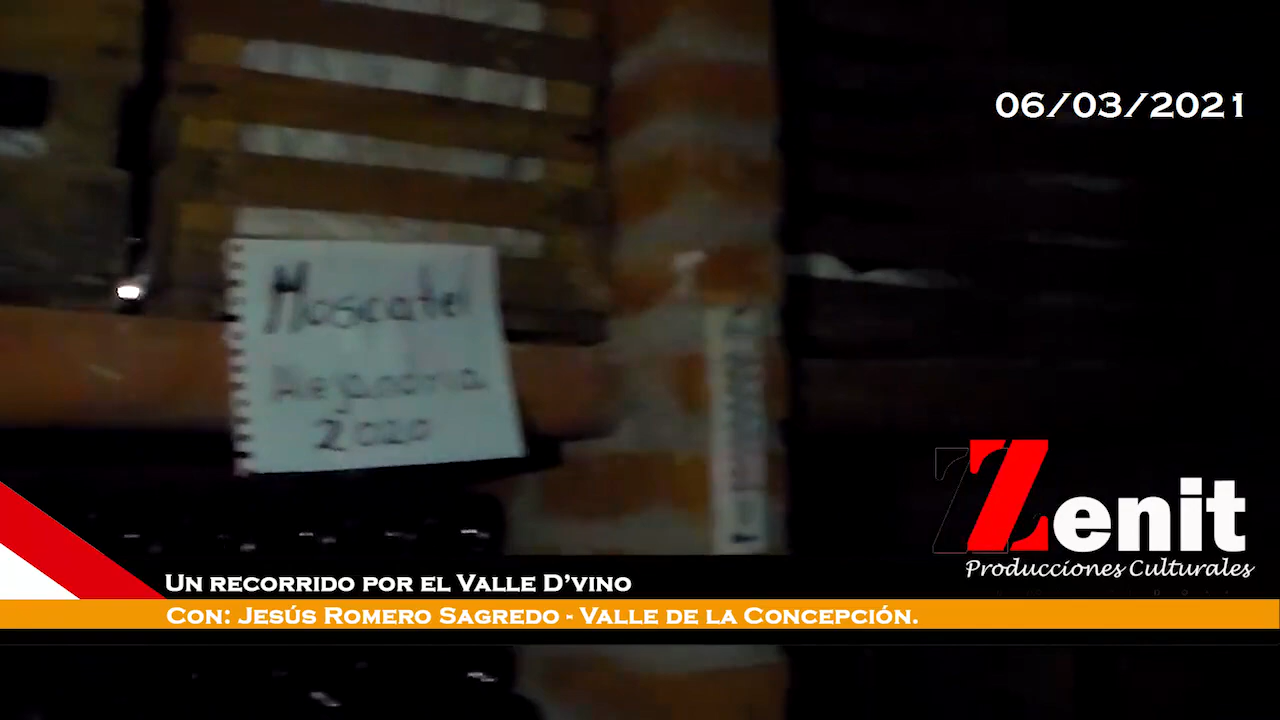 06/03/2021
Moscatel
Alejandria
2020
Zenit
Producciones Culturales
Un recorrido por el Valle D'vino
Con: Jesús Romero Sagredo - Valle de la Concepción.